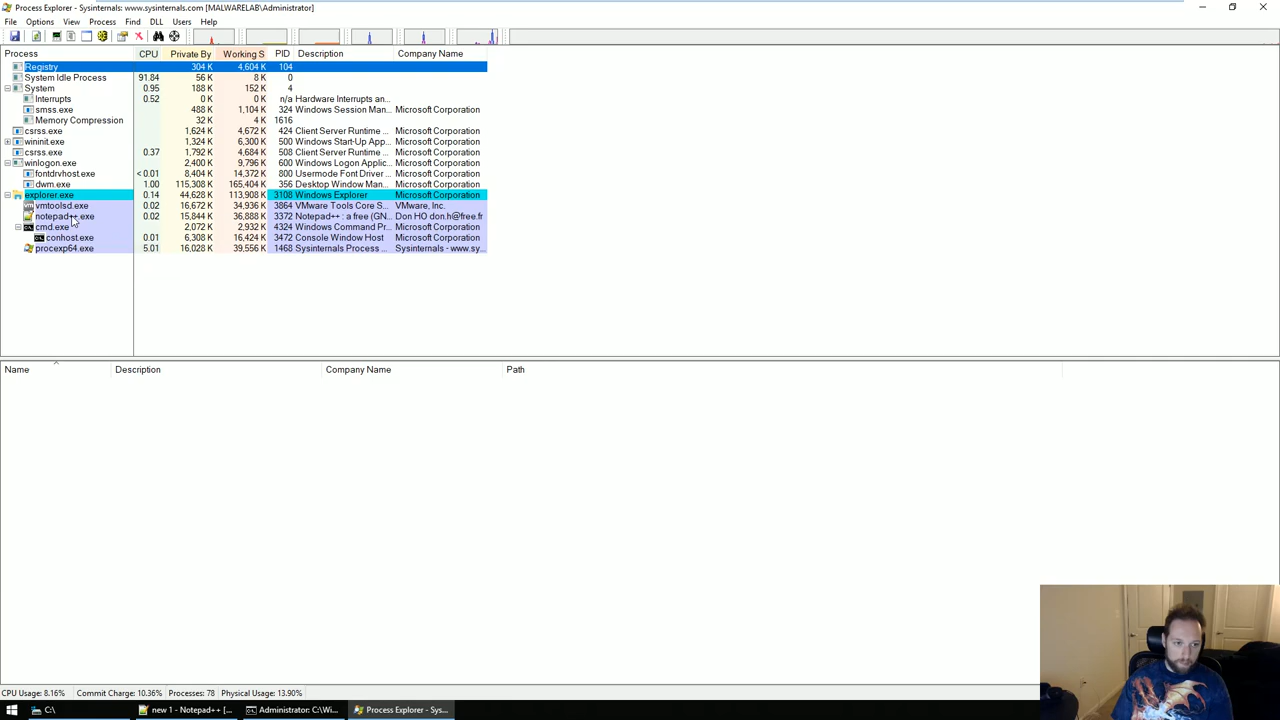 Process Explorer - Sysinternals: www.sysinternals.com [MALWARELAB\Administrator]
File Options View Process Find DLL Users Help
Process CPU Private By Working S PID Description Company Name
Registry 304 K 4,604 K 104
System Idle Process 91.84 56 K 8 K 0
System 0.95 188 K 152 K 4
Interrupts 0.52 0 K 0 K n/a Hardware Interrupts an...
smss.exe 488 K 1,104 K 324 Windows Session Man... Microsoft Corporation
Memory Compression 32 K 4 K 1616
csrss.exe 1,624 K 4,672 K 424 Client Server Runtime ... Microsoft Corporation
wininit.exe 1,324 K 6,300 K 500 Windows Start-Up App... Microsoft Corporation
csrss.exe 0.37 1,792 K 4,684 K 508 Client Server Runtime ... Microsoft Corporation
winlogon.exe 2,400 K 9,796 K 600 Windows Logon Applic... Microsoft Corporation
fontdrvhost.exe < 0.01 8,404 K 14,372 K 800 Usermode Font Driver ... Microsoft Corporation
dwm.exe 1.00 115,308 K 165,404 K 356 Desktop Window Man... Microsoft Corporation
explorer.exe 0.14 44,628 K 113,908 K 3108 Windows Explorer Microsoft Corporation
vmtoolsd.exe 0.02 16,672 K 34,936 K 3864 VMware Tools Core S... VMware, Inc.
notepad++.exe 0.02 15,844 K 36,888 K 3372 Notepad++ : a free (GN... Don HO don.h@free.fr
cmd.exe 2,072 K 2,932 K 4324 Windows Command Pr... Microsoft Corporation
conhost.exe 0.01 6,308 K 16,424 K 3472 Console Window Host Microsoft Corporation
procexp64.exe 5.01 16,028 K 39,556 K 1468 Sysinternals Process ... Sysinternals - www.sy...
Name Description Company Name Path
CPU Usage: 8.16% Commit Charge: 10.36% Processes: 78 Physical Usage: 13.90%
C:\ new 1 - Notepad++ [... Administrator: C:\Wi... Process Explorer - Sys...